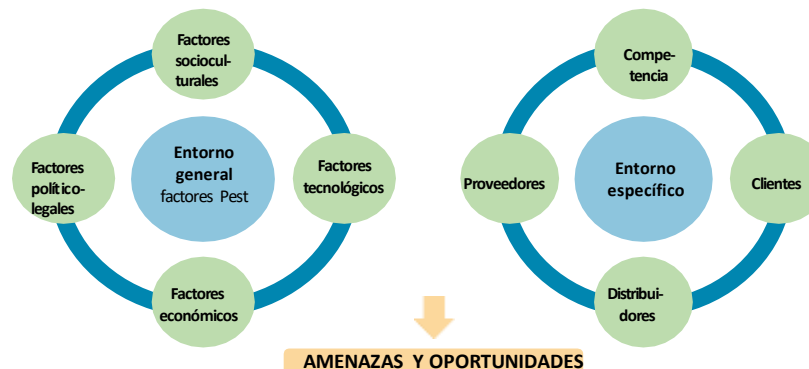 Factores
sociocul-
turales
Factores
político-
legales
Entorno
general
factores Pest
Factores
tecnológicos
Factores
económicos
Compe-
tencia
Proveedores
Entorno
específico
Clientes
Distribui-
dores
AMENAZAS Y OPORTUNIDADES